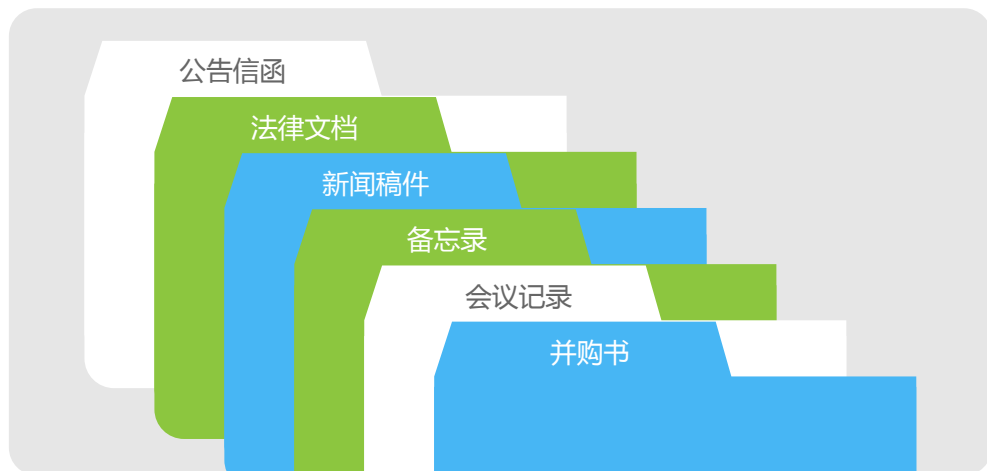 公告信函
法律文档
新闻稿件
备忘录
会议记录
并购书